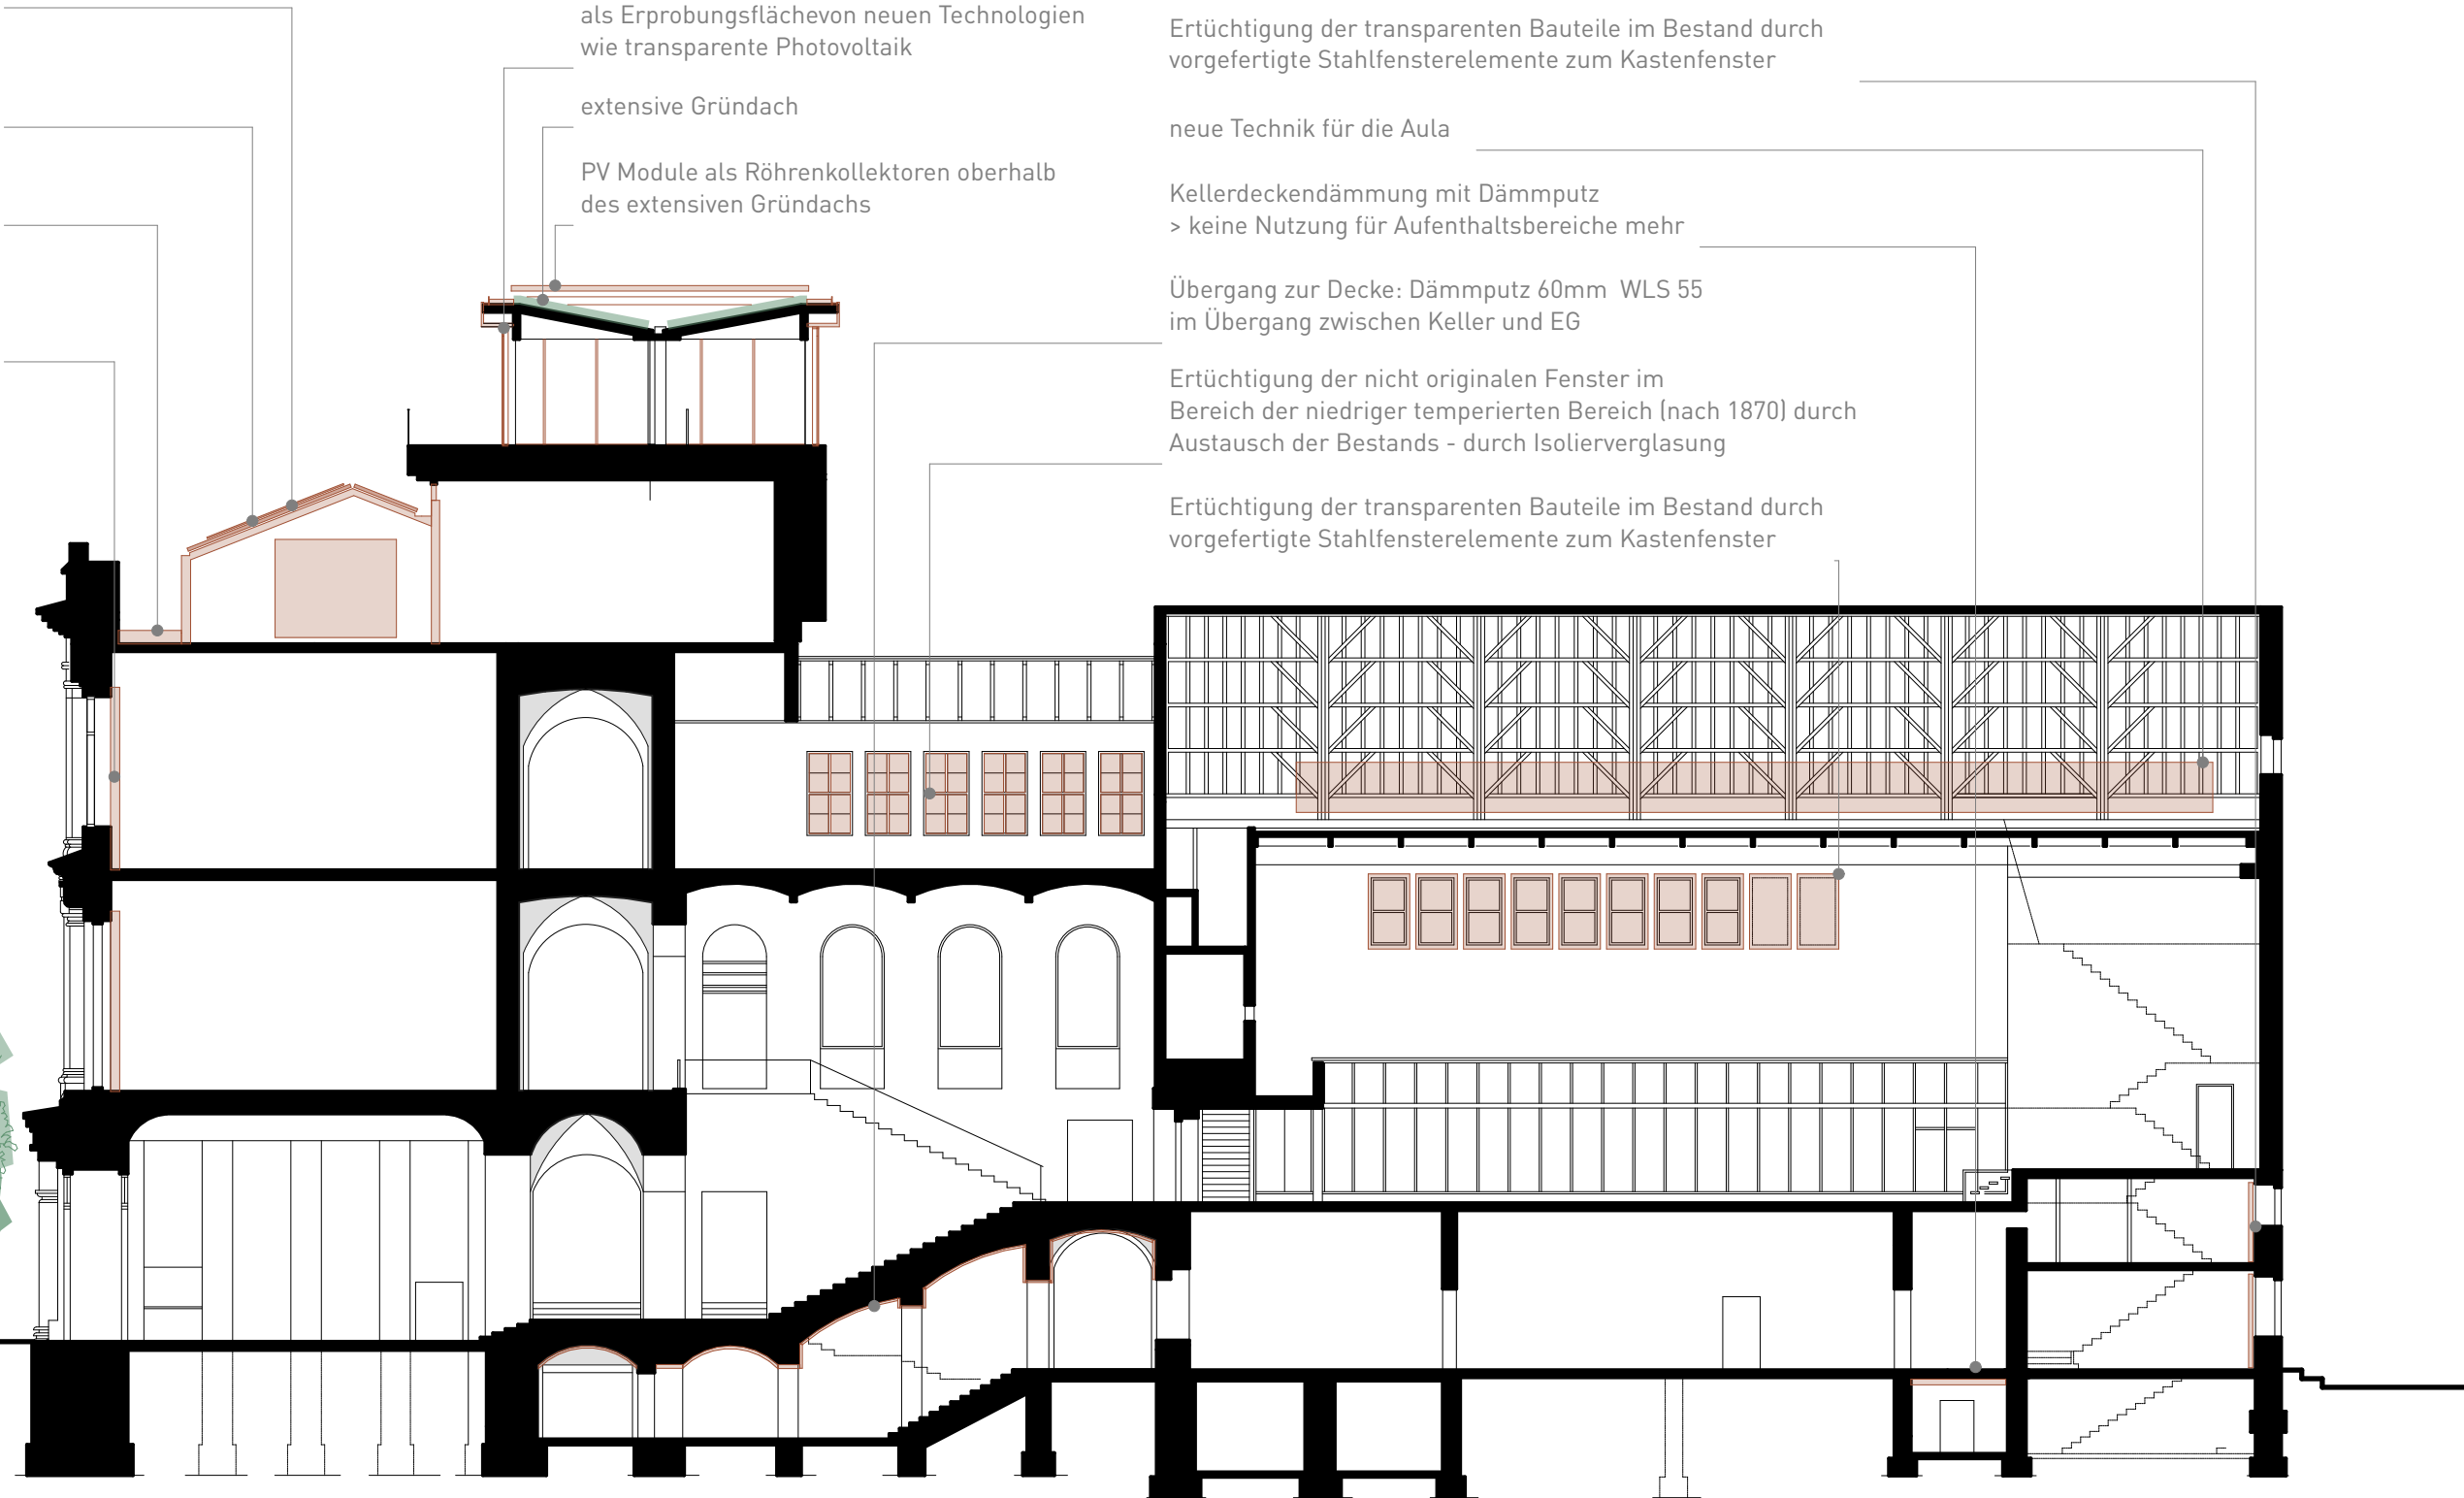 als Erprobungsflächevon neuen Technologien
wie transparente Photovoltaik
extensive Gründach
PV Module als Röhrenkollektoren oberhalb
des extensiven Gründachs
Ertüchtigung der transparenten Bauteile im Bestand durch
vorgefertigte Stahlfensterelemente zum Kastenfenster
neue Technik für die Aula
Kellerdeckendämmung mit Dämmputz
> keine Nutzung für Aufenthaltsbereiche mehr
Übergang zur Decke: Dämmputz 60mm WLS 55
im Übergang zwischen Keller und EG
Ertüchtigung der nicht originalen Fenster im
Bereich der niedriger temperierten Bereich (nach 1870) durch
Austausch der Bestands - durch Isolierverglasung
Ertüchtigung der transparenten Bauteile im Bestand durch
vorgefertigte Stahlfensterelemente zum Kastenfenster